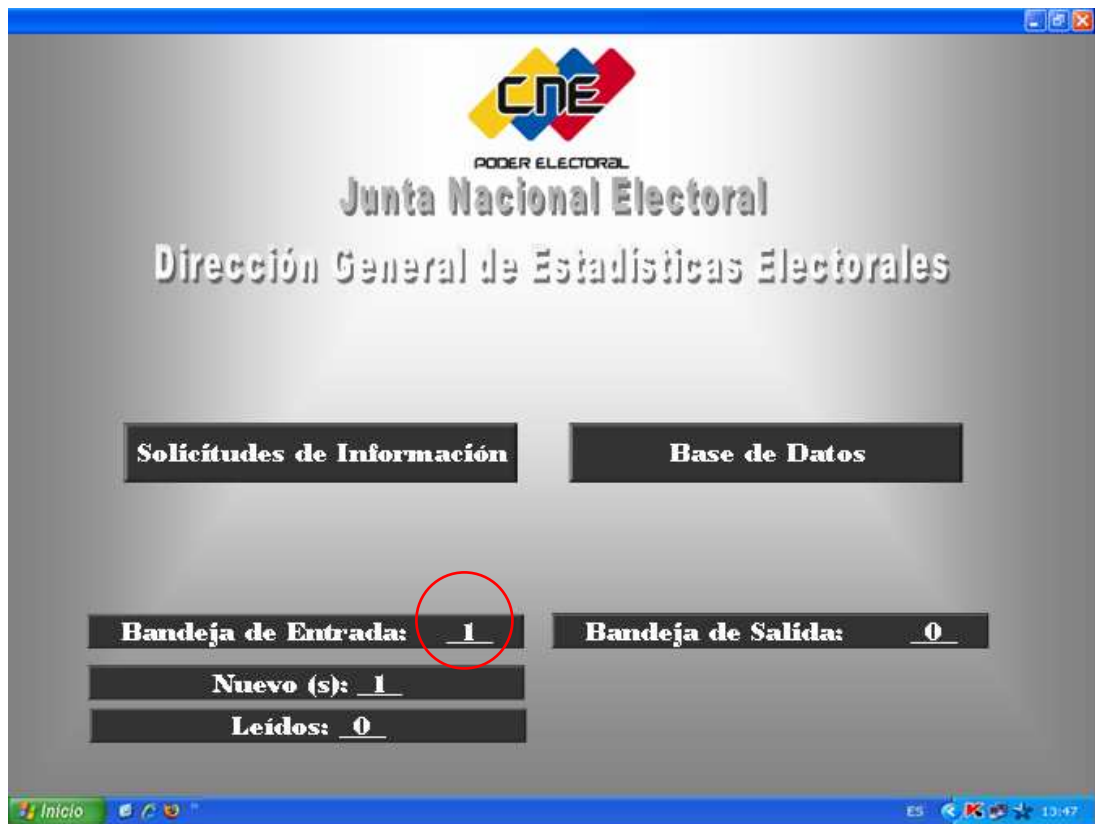 CNE
PODER ELECTORAL
Junta Nacional Electoral
Dirección General de Estadísticas Electorales
Solicitudes de Información
Base de Datos
Bandeja de Entrada: 1
Bandeja de Salida: 0
Nuevo (s): 1
Leídos: 0
Inicio
ES
13:47